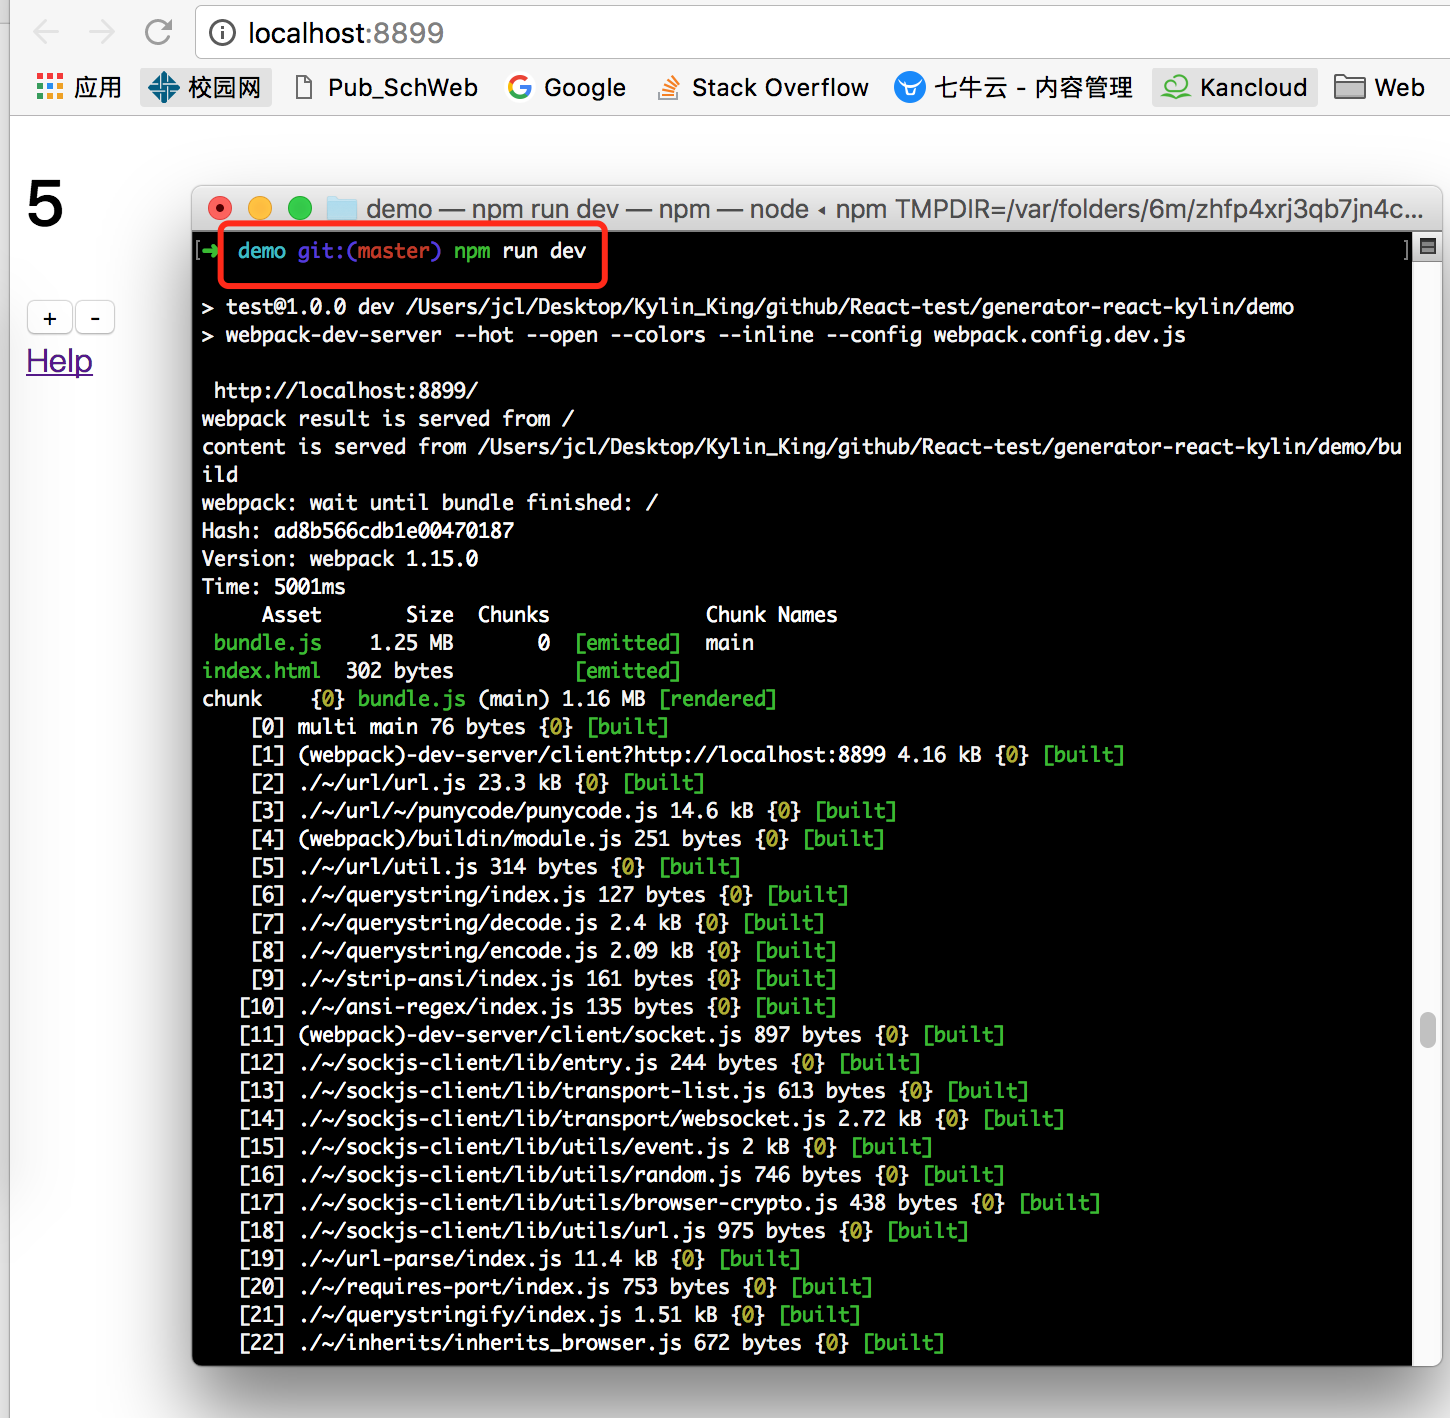 localhost:8899
应用 校园网 Pub_SchWeb Google Stack Overflow 七牛云 - 内容管理 Kancloud Web
5
+ -
Help
demo — npm run dev — npm — node ◂ npm TMPDIR=/var/folders/6m/zhfp4xrj3qb7jn4c...
[➜ demo git:(master) npm run dev ]
> test@1.0.0 dev /Users/jcl/Desktop/Kylin_King/github/React-test/generator-react-kylin/demo
> webpack-dev-server --hot --open --colors --inline --config webpack.config.dev.js
http://localhost:8899/
webpack result is served from /
content is served from /Users/jcl/Desktop/Kylin_King/github/React-test/generator-react-kylin/demo/bu
ild
webpack: wait until bundle finished: /
Hash: ad8b566cdb1e00470187
Version: webpack 1.15.0
Time: 5001ms
Asset Size Chunks Chunk Names
bundle.js 1.25 MB 0 [emitted] main
index.html 302 bytes [emitted]
chunk {0} bundle.js (main) 1.16 MB [rendered]
[0] multi main 76 bytes {0} [built]
[1] (webpack)-dev-server/client?http://localhost:8899 4.16 kB {0} [built]
[2] ./~/url/url.js 23.3 kB {0} [built]
[3] ./~/url/~/punycode/punycode.js 14.6 kB {0} [built]
[4] (webpack)/buildin/module.js 251 bytes {0} [built]
[5] ./~/url/util.js 314 bytes {0} [built]
[6] ./~/querystring/index.js 127 bytes {0} [built]
[7] ./~/querystring/decode.js 2.4 kB {0} [built]
[8] ./~/querystring/encode.js 2.09 kB {0} [built]
[9] ./~/strip-ansi/index.js 161 bytes {0} [built]
[10] ./~/ansi-regex/index.js 135 bytes {0} [built]
[11] (webpack)-dev-server/client/socket.js 897 bytes {0} [built]
[12] ./~/sockjs-client/lib/entry.js 244 bytes {0} [built]
[13] ./~/sockjs-client/lib/transport-list.js 613 bytes {0} [built]
[14] ./~/sockjs-client/lib/transport/websocket.js 2.72 kB {0} [built]
[15] ./~/sockjs-client/lib/utils/event.js 2 kB {0} [built]
[16] ./~/sockjs-client/lib/utils/random.js 746 bytes {0} [built]
[17] ./~/sockjs-client/lib/utils/browser-crypto.js 438 bytes {0} [built]
[18] ./~/sockjs-client/lib/utils/url.js 975 bytes {0} [built]
[19] ./~/url-parse/index.js 11.4 kB {0} [built]
[20] ./~/requires-port/index.js 753 bytes {0} [built]
[21] ./~/querystringify/index.js 1.51 kB {0} [built]
[22] ./~/inherits/inherits_browser.js 672 bytes {0} [built]